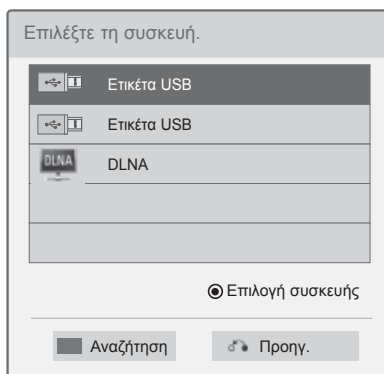 Επιλέξτε τη συσκευή.
Ετικέτα USB
Ετικέτα USB
DLNA DLNA
Επιλογή συσκευής
Αναζήτηση Προηγ.